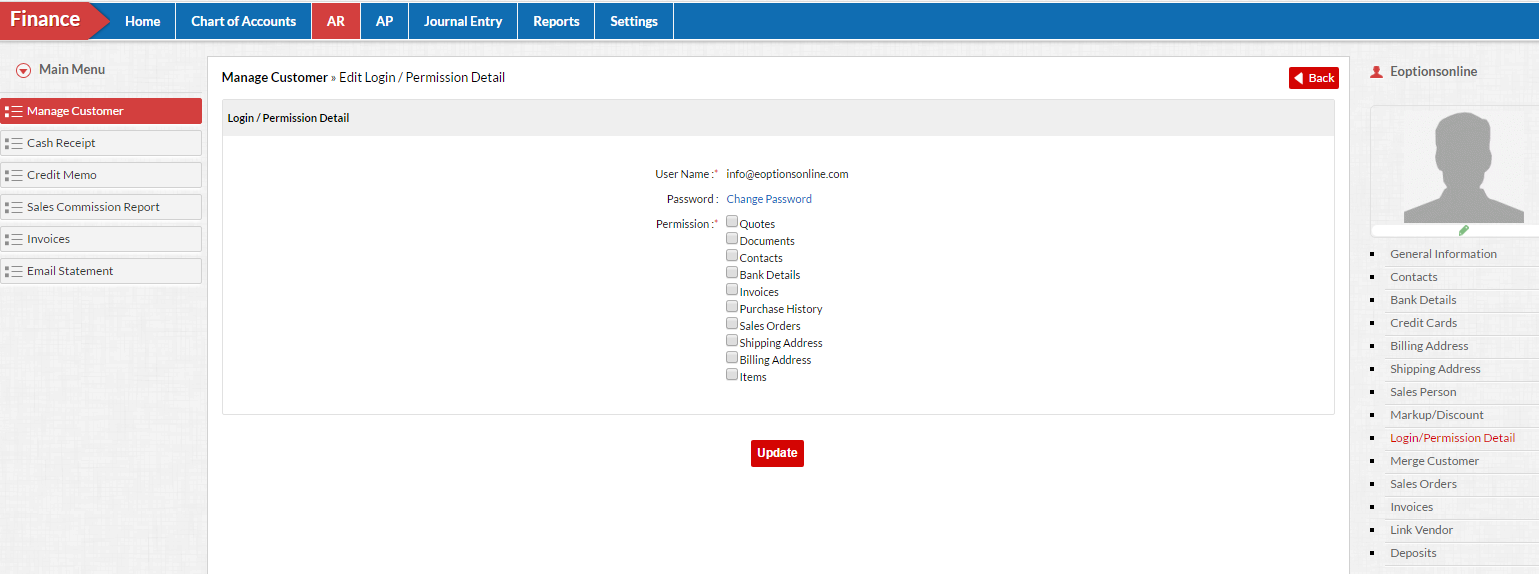 Finance
Home
Chart of Accounts
AR
AP
Journal Entry
Reports
Settings
Main Menu
Manage Customer
Cash Receipt
Credit Memo
Sales Commission Report
Invoices
Email Statement
Manage Customer » Edit Login / Permission Detail
Back
Login / Permission Detail
User Name :* info@eoptionsonline.com
Password : Change Password
Permission :* Quotes
Documents
Contacts
Bank Details
Invoices
Purchase History
Sales Orders
Shipping Address
Billing Address
Items
Update
Eoptionsonline
General Information
Contacts
Bank Details
Credit Cards
Billing Address
Shipping Address
Sales Person
Markup/Discount
Login/Permission Detail
Merge Customer
Sales Orders
Invoices
Link Vendor
Deposits